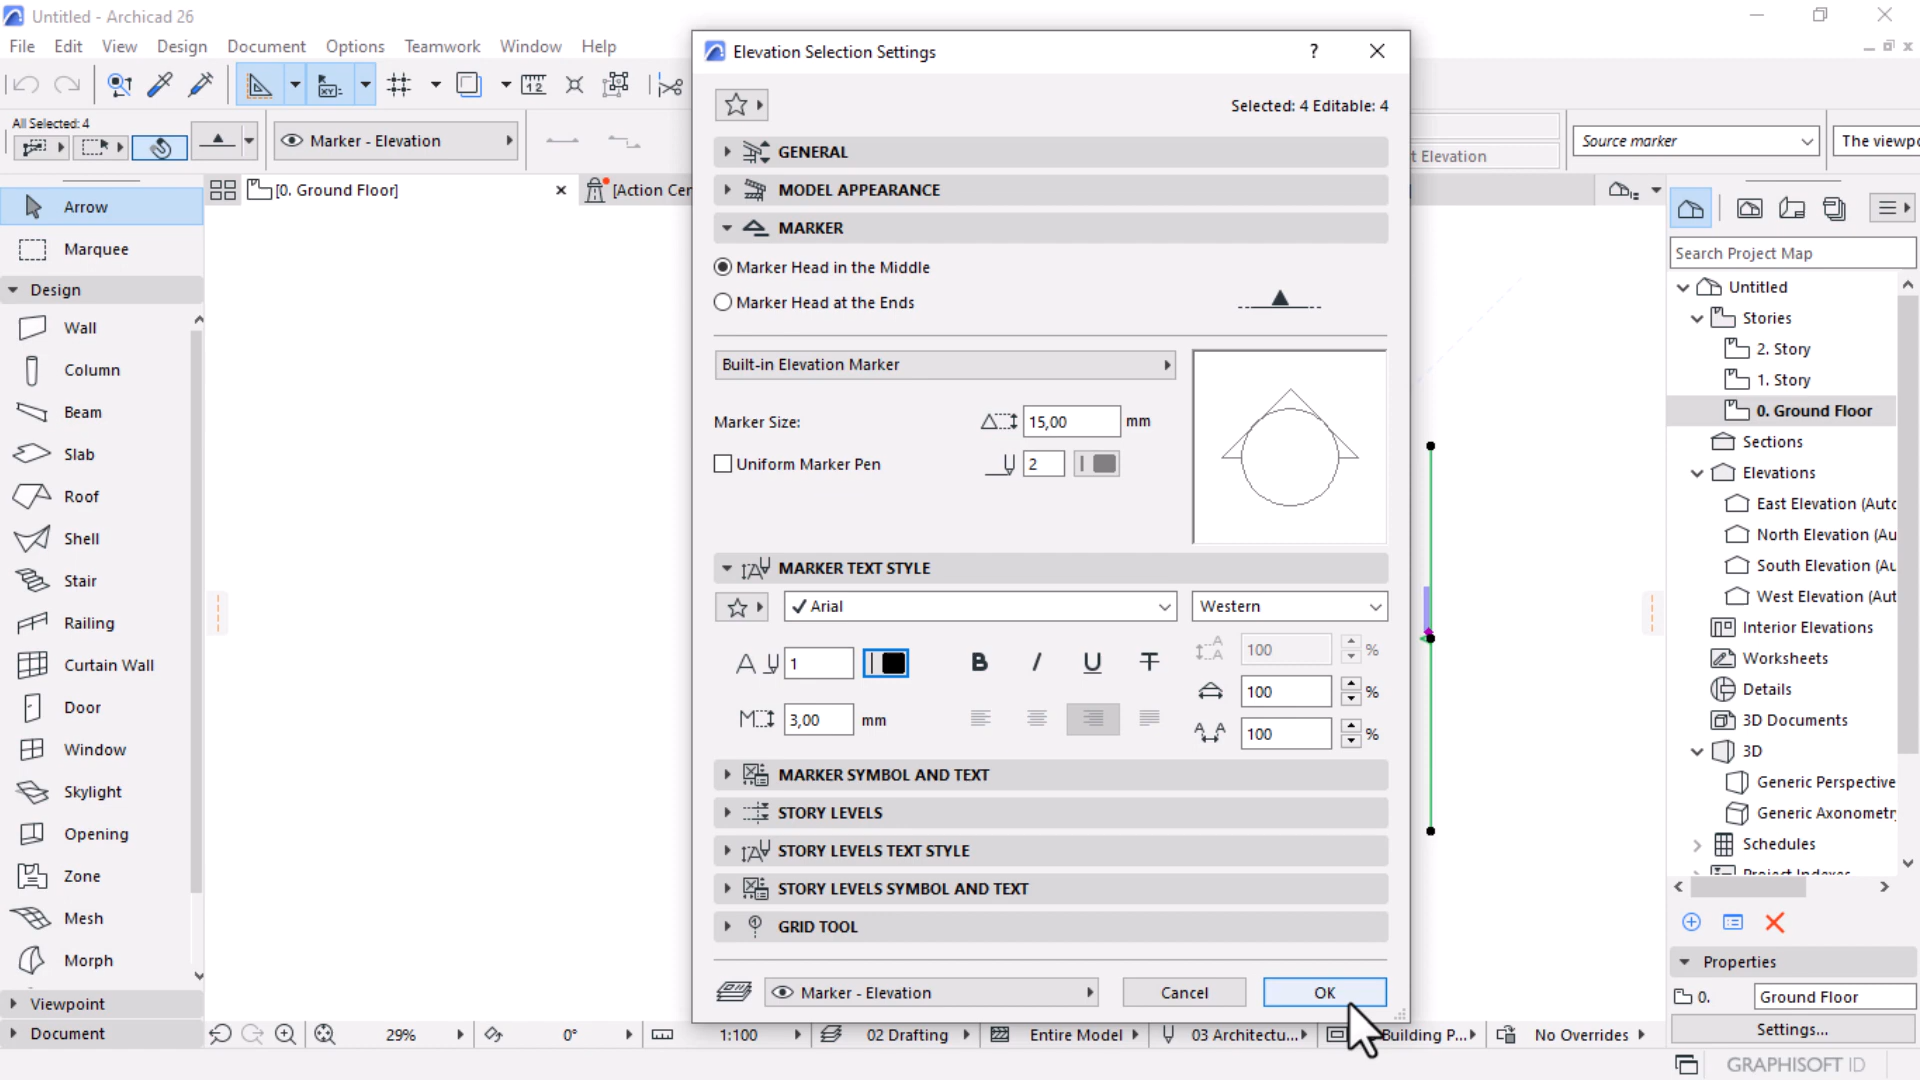 Untitled - Archicad 26
File Edit View Design Document Options Teamwork Window Help
All Selected: 4
Marker - Elevation
[0. Ground Floor]
[Action Cen
Arrow
Marquee
Design
Wall
Column
Beam
Slab
Roof
Shell
Stair
Railing
Curtain Wall
Door
Window
Skylight
Opening
Zone
Mesh
Morph
Viewpoint
Document
Elevation Selection Settings
?
Selected: 4 Editable: 4
GENERAL
MODEL APPEARANCE
MARKER
Marker Head in the Middle
Marker Head at the Ends
Built-in Elevation Marker
Marker Size:
15,00
mm
Uniform Marker Pen
2
MARKER TEXT STYLE
Arial
Western
1
B I U T
100 %
100 %
3,00 mm
100 %
MARKER SYMBOL AND TEXT
STORY LEVELS
STORY LEVELS TEXT STYLE
STORY LEVELS SYMBOL AND TEXT
GRID TOOL
Marker - Elevation
Cancel
OK
t Elevation
Source marker
The viewpo
Search Project Map
Untitled
Stories
2. Story
1. Story
0. Ground Floor
Sections
Elevations
East Elevation (Auto
North Elevation (Au
South Elevation (Au
West Elevation (Aut
Interior Elevations
Worksheets
Details
3D Documents
3D
Generic Perspective
Generic Axonometr
Schedules
Project Indexes
Properties
0.
Ground Floor
Settings...
29%
0°
1:100
02 Drafting
Entire Model
03 Architectu...
Building P...
No Overrides
GRAPHISOFT ID